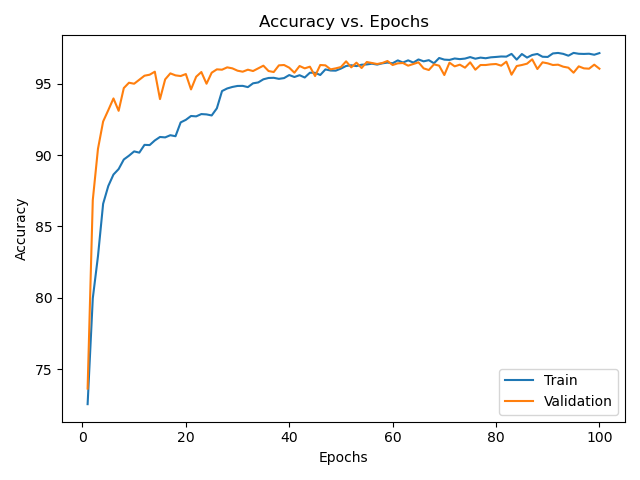 Accuracy vs. Epochs
95
90
85
80
75
Accuracy
0 20 40 60 80 100
Epochs
Train
Validation